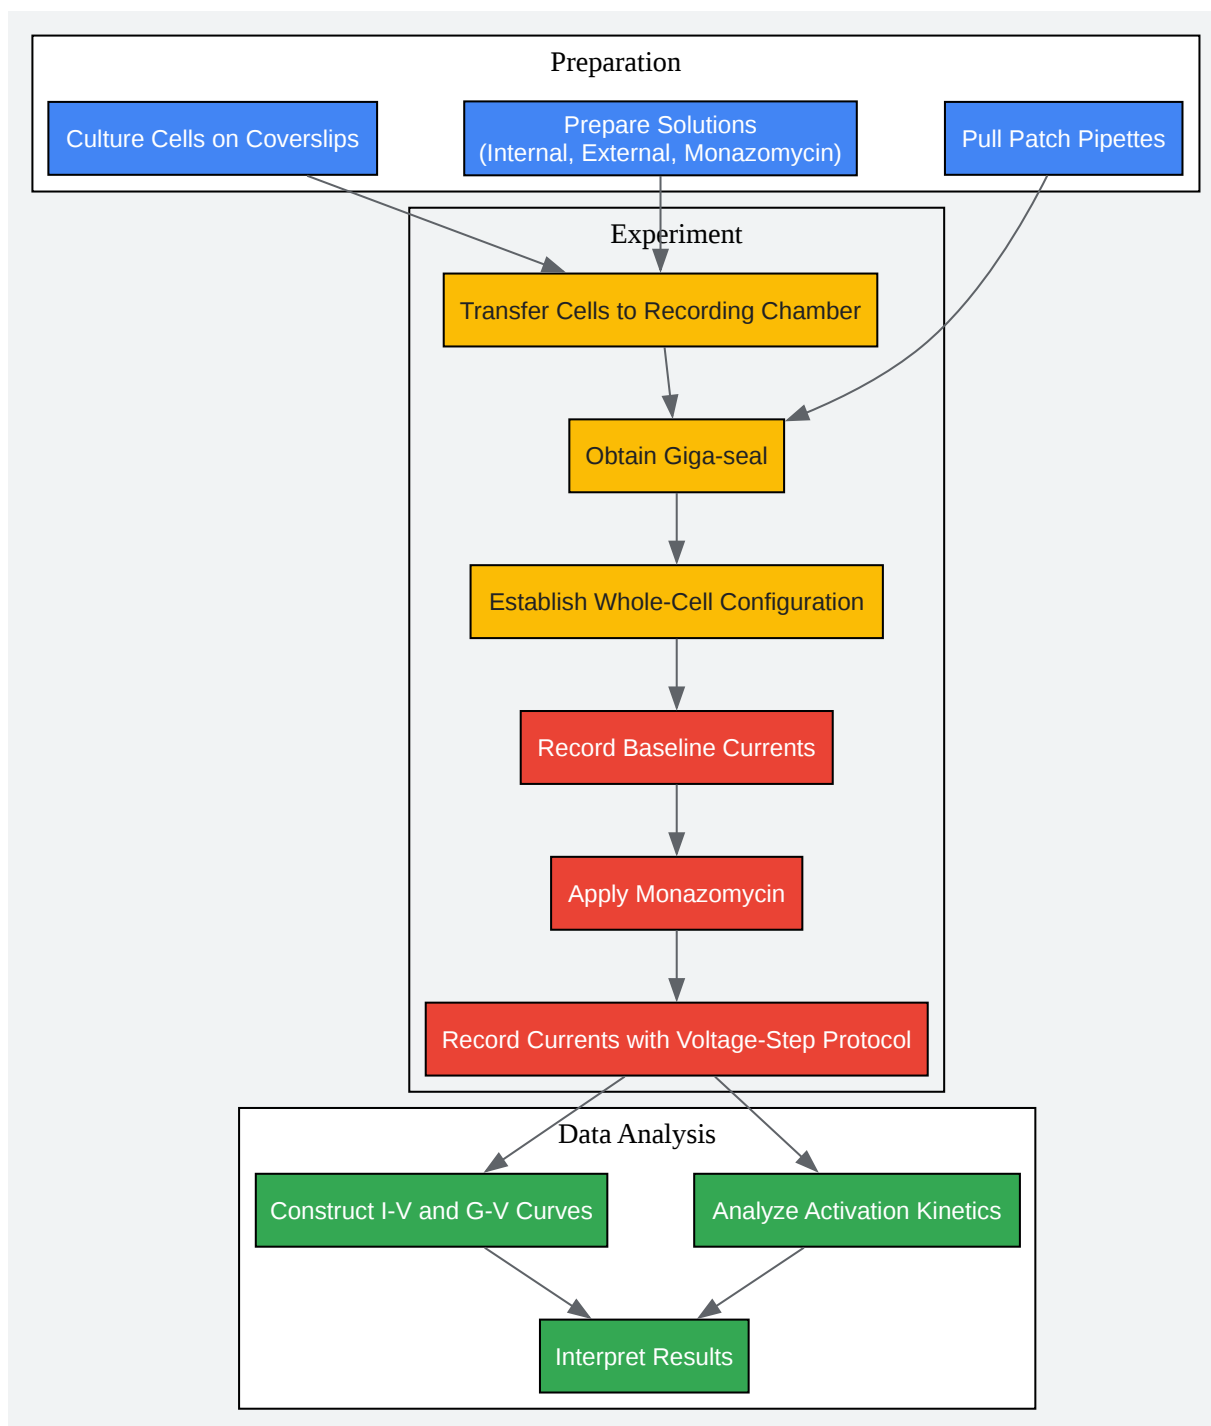 Preparation
Culture Cells on Coverslips
Prepare Solutions
(Internal, External, Monazomycin)
Pull Patch Pipettes
Experiment
Transfer Cells to Recording Chamber
Obtain Giga-seal
Establish Whole-Cell Configuration
Record Baseline Currents
Apply Monazomycin
Record Currents with Voltage-Step Protocol
Data Analysis
Construct I-V and G-V Curves
Analyze Activation Kinetics
Interpret Results